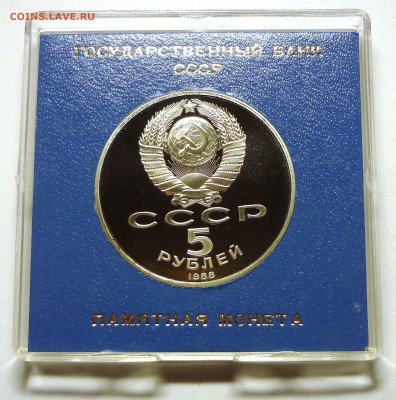 COINS.LAVE.RU
ГОСУДАРСТВЕННЫЙ БАНК
СССР
СССР
5
РУБЛЕЙ
1988
ПАМЯТНАЯ МОНЕТА